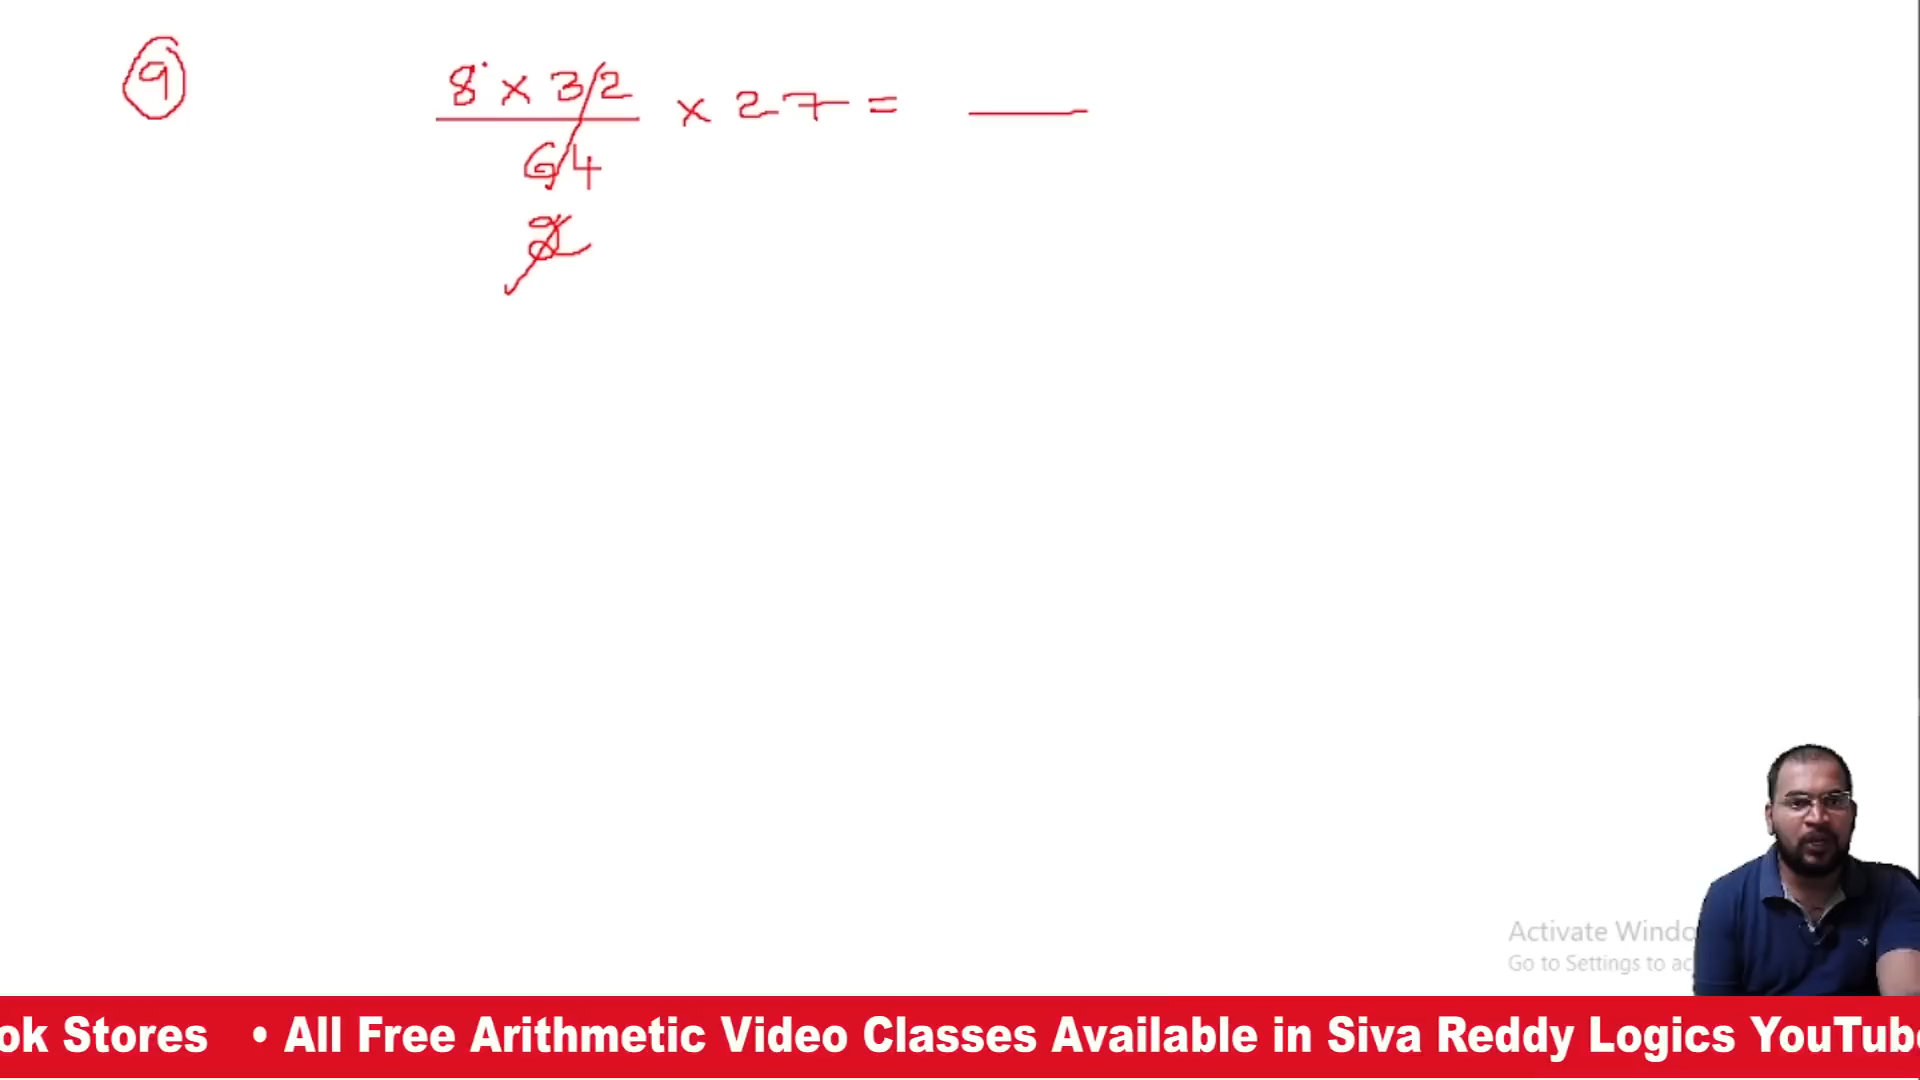 9
8 x 32
64 x 27 =
2
Activate Windo
Go to Settings to ac
ok Stores • All Free Arithmetic Video Classes Available in Siva Reddy Logics YouTub